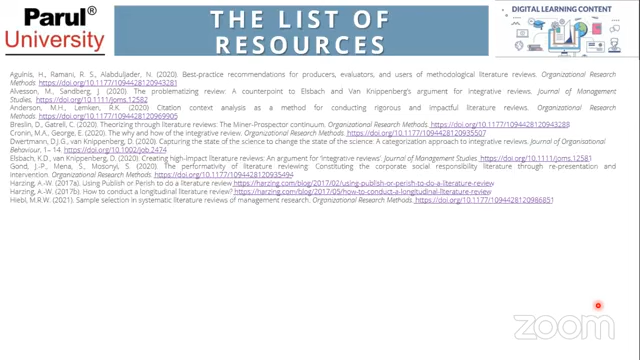 Parul®
University
THE LIST OF
RESOURCES
DIGITAL LEARNING CONTENT
Aguinis, H., Ramani, R. S., Alabduljader, N. (2020) Best-practice recommendations for producers, evaluators, and users of methodological literature reviews. Organizational Research
Methods. https://doi.org/10.1177/1094428120943281
Alvesson, M., Sandberg, J. (2020) The problematizing review: A counterpoint to Elsbach and Van Knippenberg's argument for integrative reviews. Journal of Management
Studies. https://doi.org/10.1111/joms.12582
Anderson, M.H., Lemken, R.K. (2020) Citation context analysis as a method for conducting rigorous and impactful literature reviews. Organizational Research
Methods. https://doi.org/10.1177/1094428120969905
Breslin, D., Gatrell, C. (2020) Theorizing through literature reviews: The Miner-Prospector continuum. Organizational Research Methods. https://doi.org/10.1177/1094428120943288
Cronin, M.A., George, E. (2020) The why and how of the integrative review. Organizational Research Methods. https://doi.org/10.1177/1094428120935507
Dwertmann, D.J.G., van Knippenberg, D. (2020) Capturing the state of the science to change the state of the science: A categorization approach to integrative reviews. Journal of Organisational
Behaviour, 1– 14. https://doi.org/10.1002/job.2474
Elsbach, K.D., van Knippenberg, D. (2020) Creating high-impact literature reviews: An argument for 'integrative reviews'. Journal of Management Studies. https://doi.org/10.1111/joms.12581
Gond, J.-P., Mena, S., Mosonyi, S. (2020) The performativity of literature reviewing: Constituting the corporate social responsibility literature through re-presentation and
intervention. Organizational Research Methods. https://doi.org/10.1177/1094428120935494
Harzing, A.-W. (2017a) Using Publish or Perish to do a literature review. https://harzing.com/blog/2017/02/using-publish-or-perish-to-do-a-literature-review
Harzing, A.-W. (2017b) How to conduct a longitudinal literature review? https://harzing.com/blog/2017/05/how-to-conduct-a-longitudinal-literature-review
Hiebl, M.R.W. (2021). Sample selection in systematic literature reviews of management research. Organizational Research Methods. https://doi.org/10.1177/1094428120986851
zoom